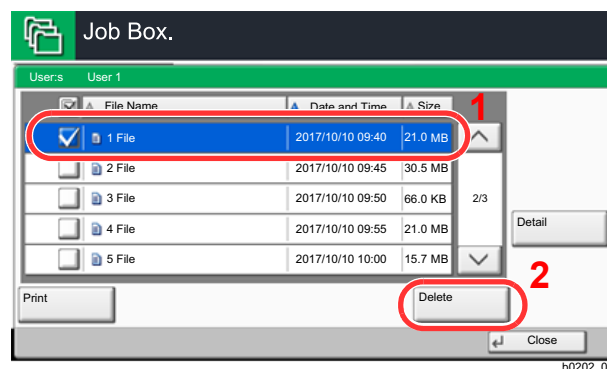 Job Box.
User:s User 1
File Name Date and Time Size 1
1 File 2017/10/10 09:40 21.0 MB
2 File 2017/10/10 09:45 30.5 MB
3 File 2017/10/10 09:50 66.0 KB 2/3
4 File 2017/10/10 09:55 21.0 MB Detail
5 File 2017/10/10 10:00 15.7 MB
2
Print Delete
Close